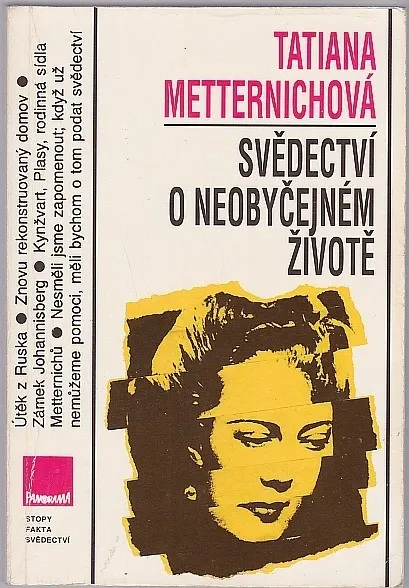 TATIANA
METTERNICHOVÁ
SVĚDECTVÍ
O NEOBYČEJNÉM
ŽIVOTĚ
Útěk z Ruska ● Znovu rekonstruovaný domov ●
Zámek Johannisberg ● Kynžvart, Plasy, rodinná sídla
Metternichů ● Nesměli jsme zapomenout; když už
nemůžeme pomoci, měli bychom o tom podat svědectví
PANORAMA
STOPY
FAKTA
SVĚDECTVÍ